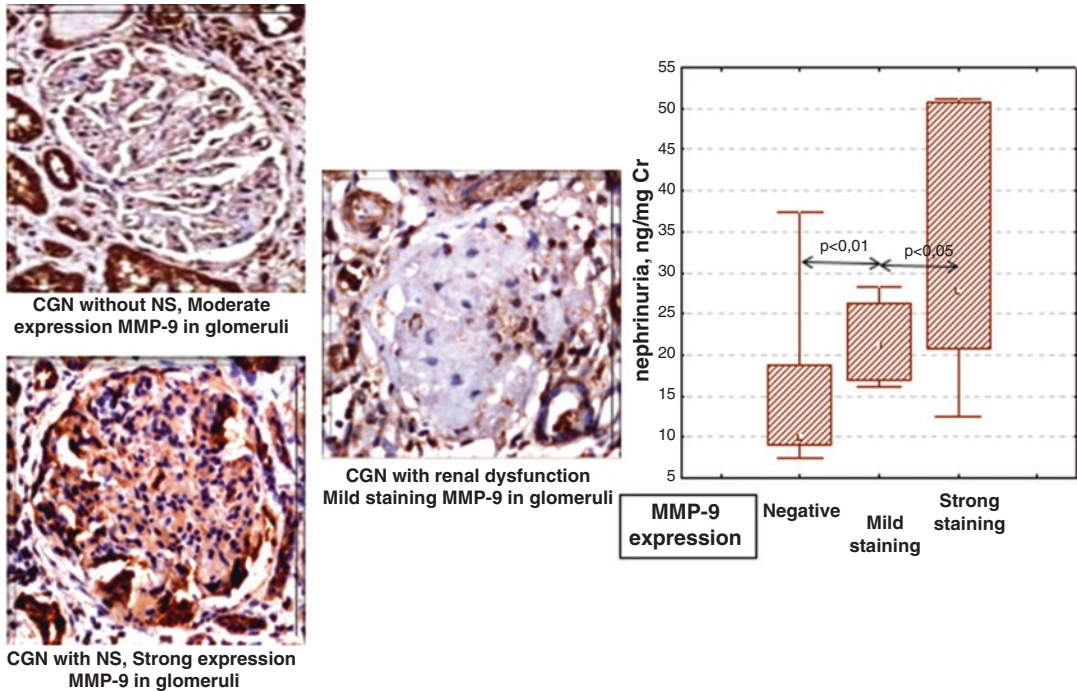 CGN without NS, Moderate
expression MMP-9 in glomeruli
CGN with NS, Strong expression
MMP-9 in glomeruli
CGN with renal dysfunction
Mild staining MMP-9 in glomeruli
nephrinuria, ng/mg Cr
55
50
45
40
35
30
25
20
15
10
5
p<0,01
p<0,05
MMP-9
expression
Negative
Mild
staining
Strong
staining